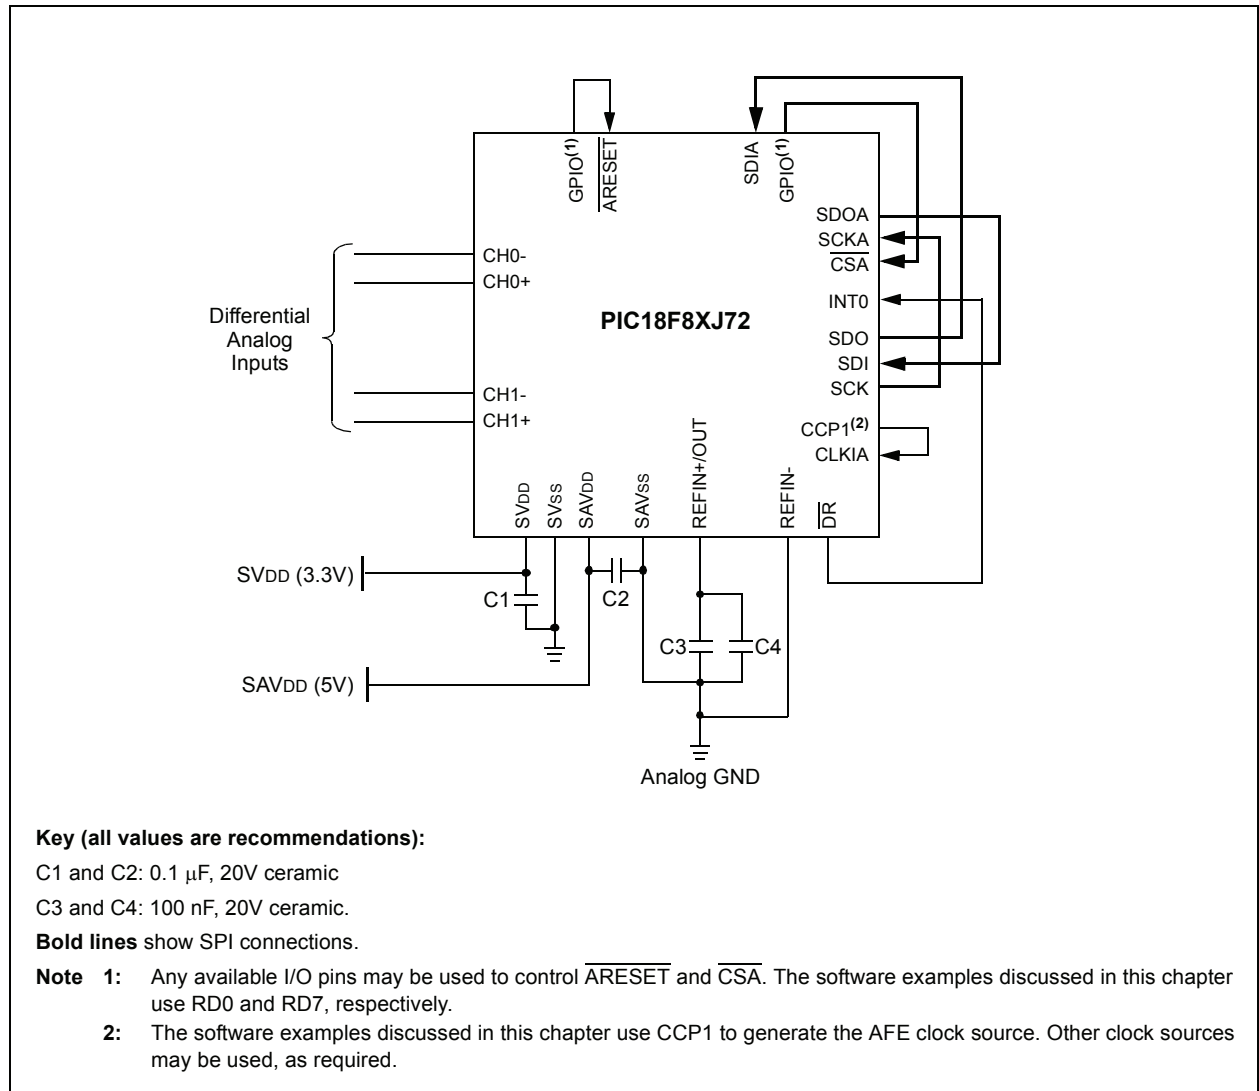 GPIO(1)
ARESET
SDIA
GPIO(1)
SDOA
SCKA
CSA
INT0
SDO
SDI
SCK
CCP1(2)
CLKIA
CH0-
CH0+
Differential
Analog
Inputs
CH1-
CH1+
PIC18F8XJ72
SVDD
SVSS
SAVDD
SAVSS
REFIN+/OUT
REFIN-
DR
SVDD (3.3V)
C1
C2
C3
C4
SAVDD (5V)
Analog GND
Key (all values are recommendations):
C1 and C2: 0.1 μF, 20V ceramic
C3 and C4: 100 nF, 20V ceramic.
Bold lines show SPI connections.
Note 1: Any available I/O pins may be used to control ARESET and CSA. The software examples discussed in this chapter
use RD0 and RD7, respectively.
2: The software examples discussed in this chapter use CCP1 to generate the AFE clock source. Other clock sources
may be used, as required.